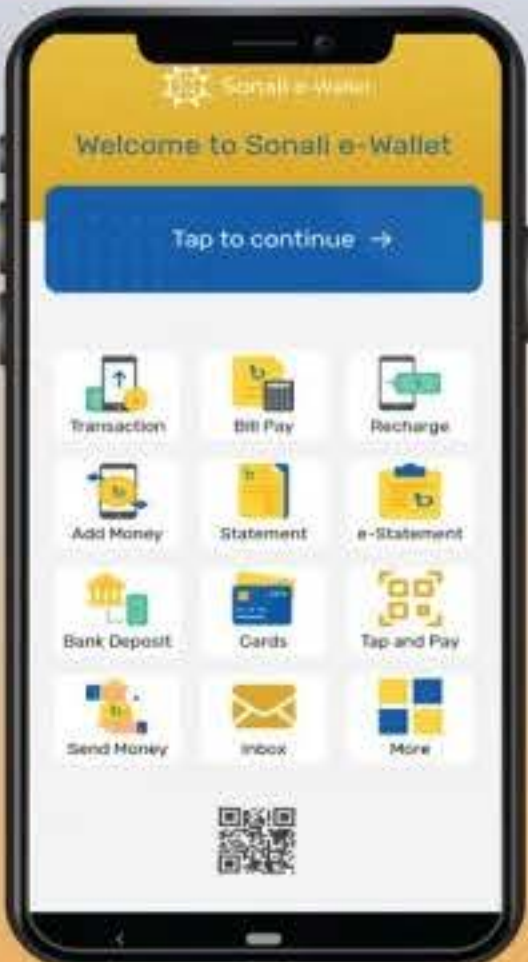 Sonali e-Wallet
Welcome to Sonali e-Wallet
Tap to continue →
Transaction
Bill Pay
Recharge
Add Money
Statement
e-Statement
Bank Deposit
Cards
Tap and Pay
Send Money
Inbox
More